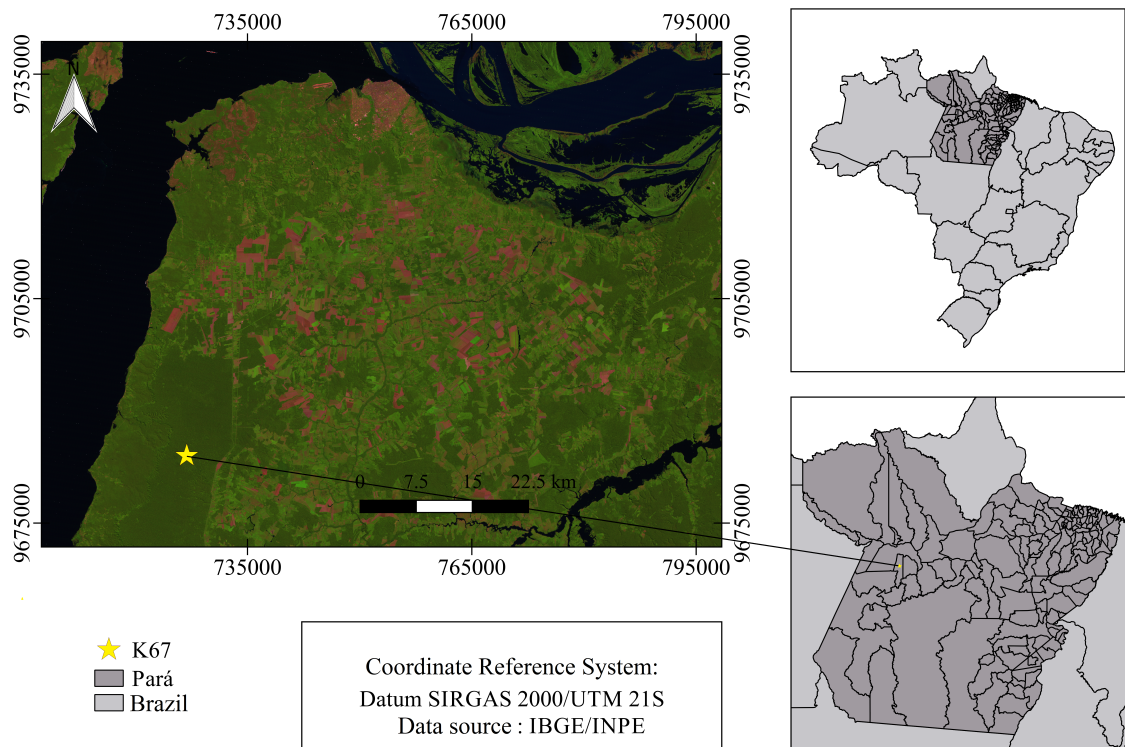 735000 765000 795000
9735000 9735000
N
9705000 9705000
0 7.5 15 22.5 km
9675000 9675000
735000 765000 795000
K67
Pará
Brazil
Coordinate Reference System:
Datum SIRGAS 2000/UTM 21S
Data source : IBGE/INPE